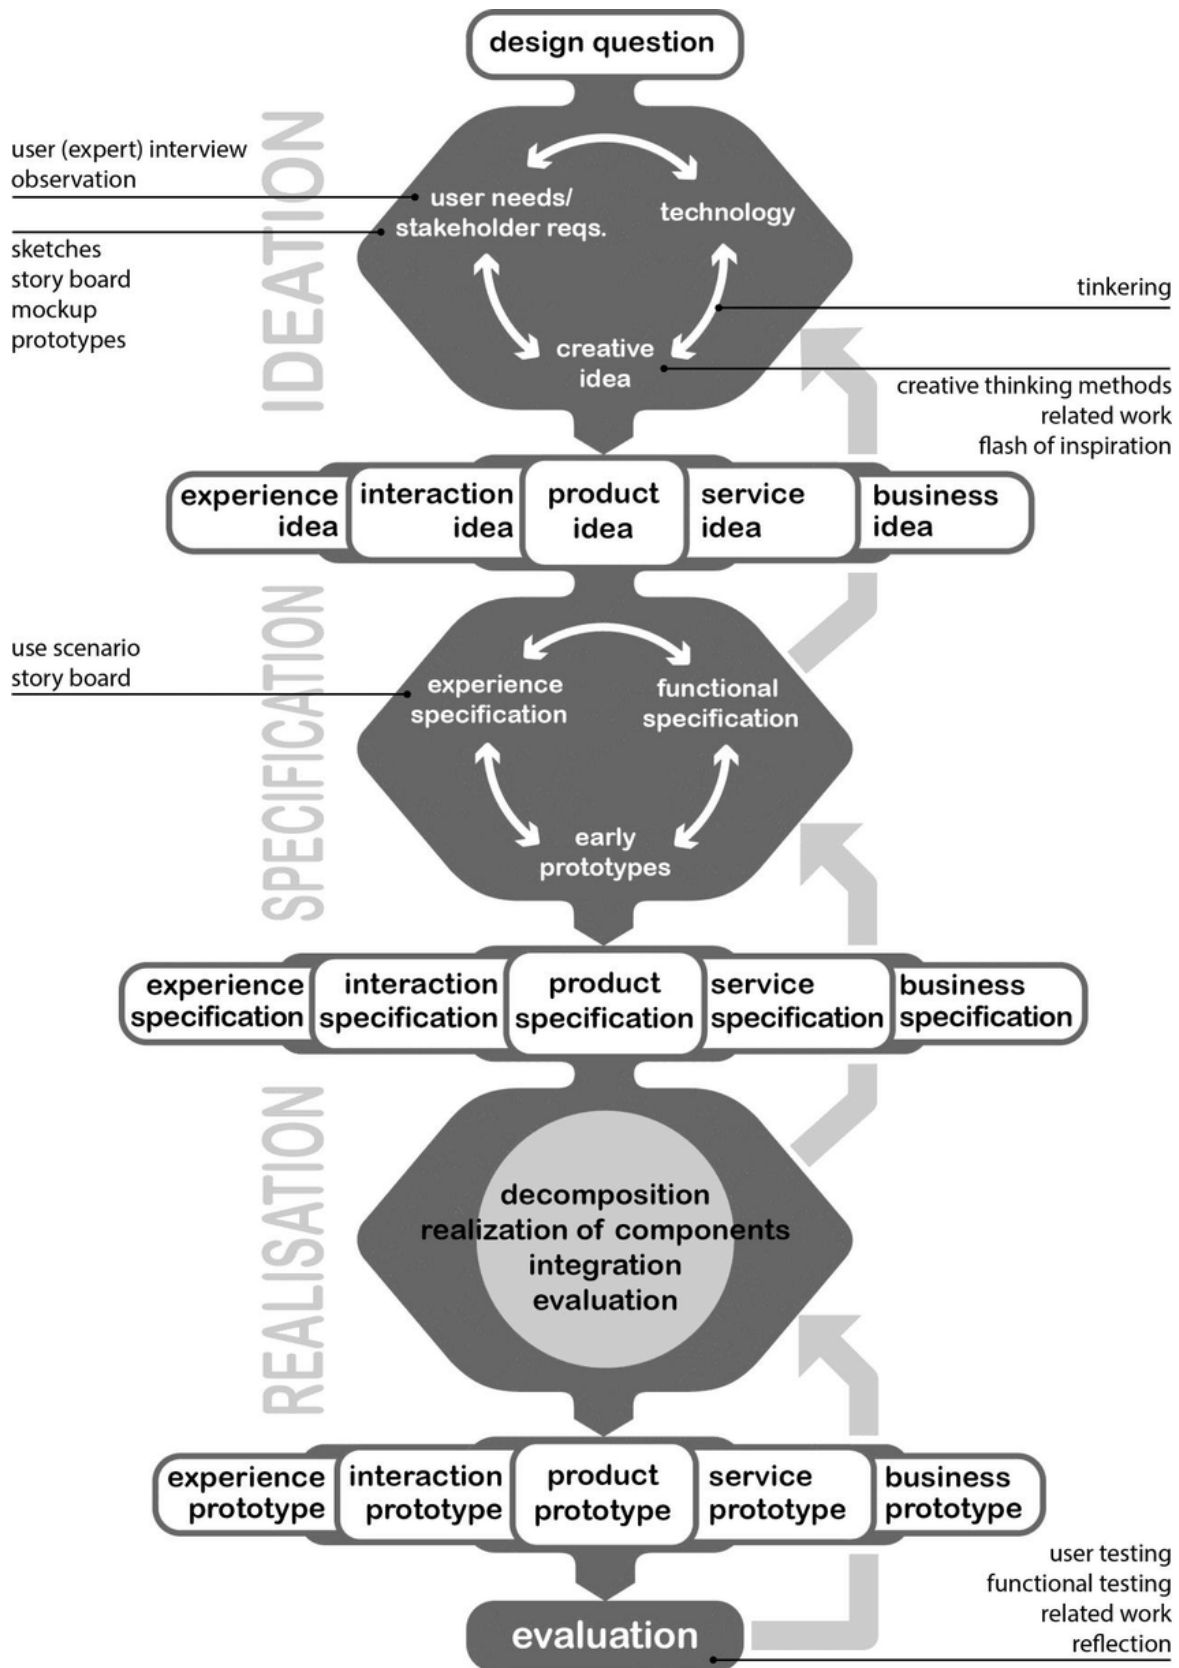 design question
IDEATION
user (expert) interview
observation
sketches
story board
mockup
prototypes
user needs/
stakeholder reqs.
technology
creative
idea
tinkering
creative thinking methods
related work
flash of inspiration
experience
idea
interaction
idea
product
idea
service
idea
business
idea
SPECIFICATION
use scenario
story board
experience
specification
functional
specification
early
prototypes
experience
specification
interaction
specification
product
specification
service
specification
business
specification
REALISATION
decomposition
realization of components
integration
evaluation
experience
prototype
interaction
prototype
product
prototype
service
prototype
business
prototype
evaluation
user testing
functional testing
related work
reflection